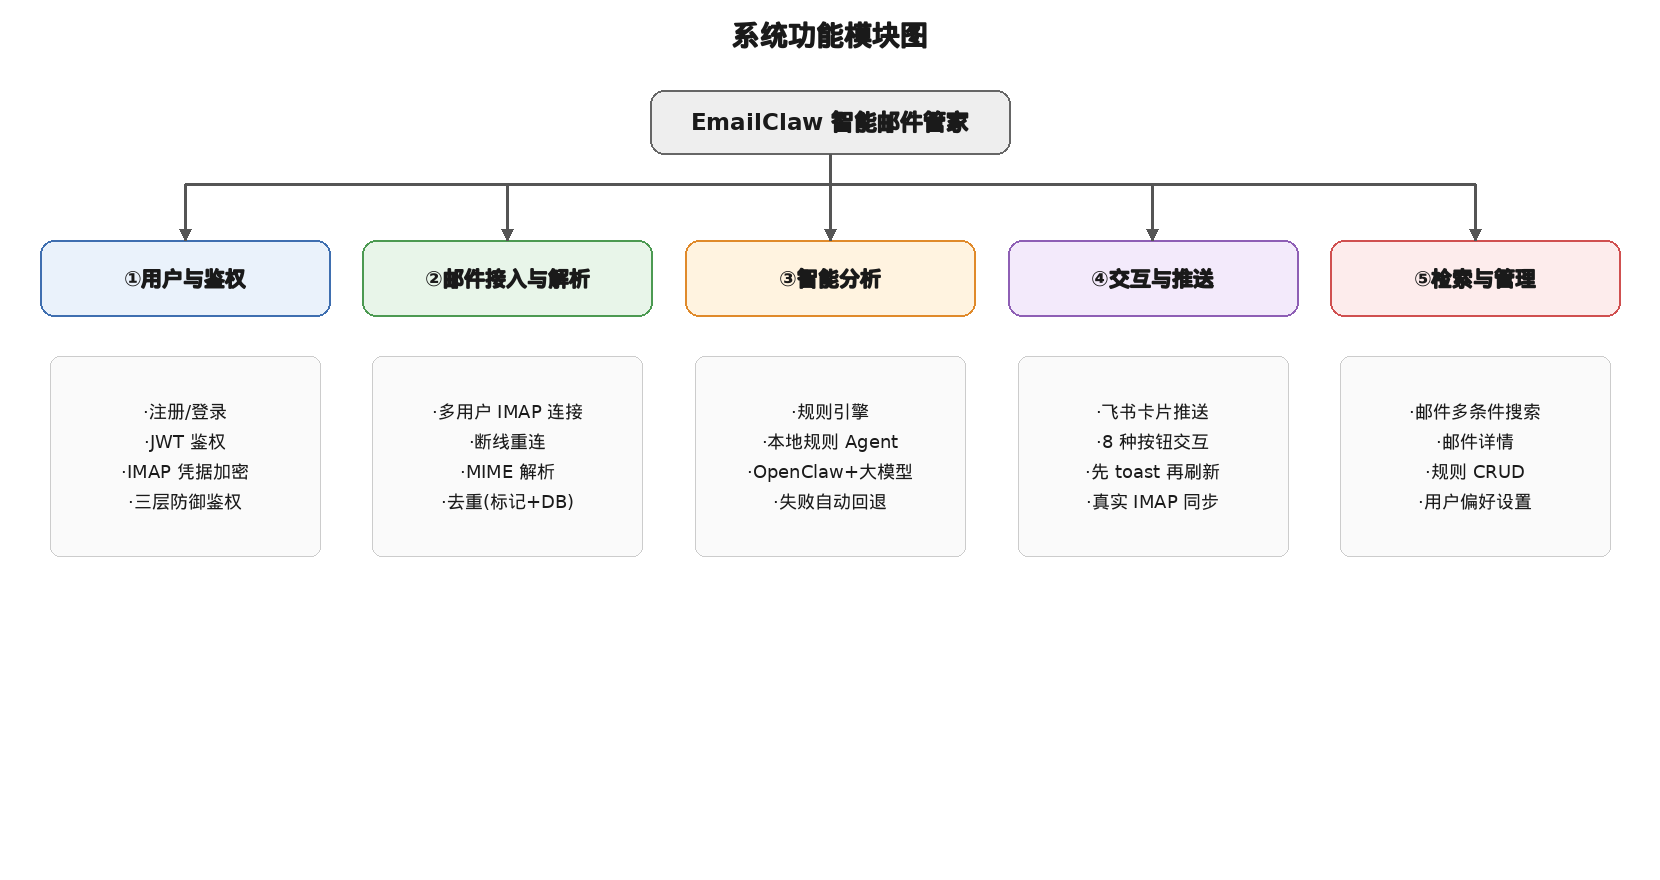 系统功能模块图
EmailClaw 智能邮件管家
①用户与鉴权
②邮件接入与解析
③智能分析
④交互与推送
⑤检索与管理
·注册/登录
·JWT 鉴权
·IMAP 凭据加密
·三层防御鉴权
·多用户 IMAP 连接
·断线重连
·MIME 解析
·去重(标记+DB)
·规则引擎
·本地规则 Agent
·OpenClaw+大模型
·失败自动回退
·飞书卡片推送
·8 种按钮交互
·先 toast 再刷新
·真实 IMAP 同步
·邮件多条件搜索
·邮件详情
·规则 CRUD
·用户偏好设置